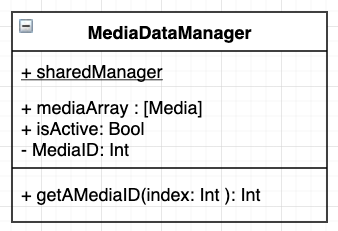 MediaDataManager
+ sharedManager
+ mediaArray : [Media]
+ isActive: Bool
- MediaID: Int
+ getAMediaID(index: Int ): Int